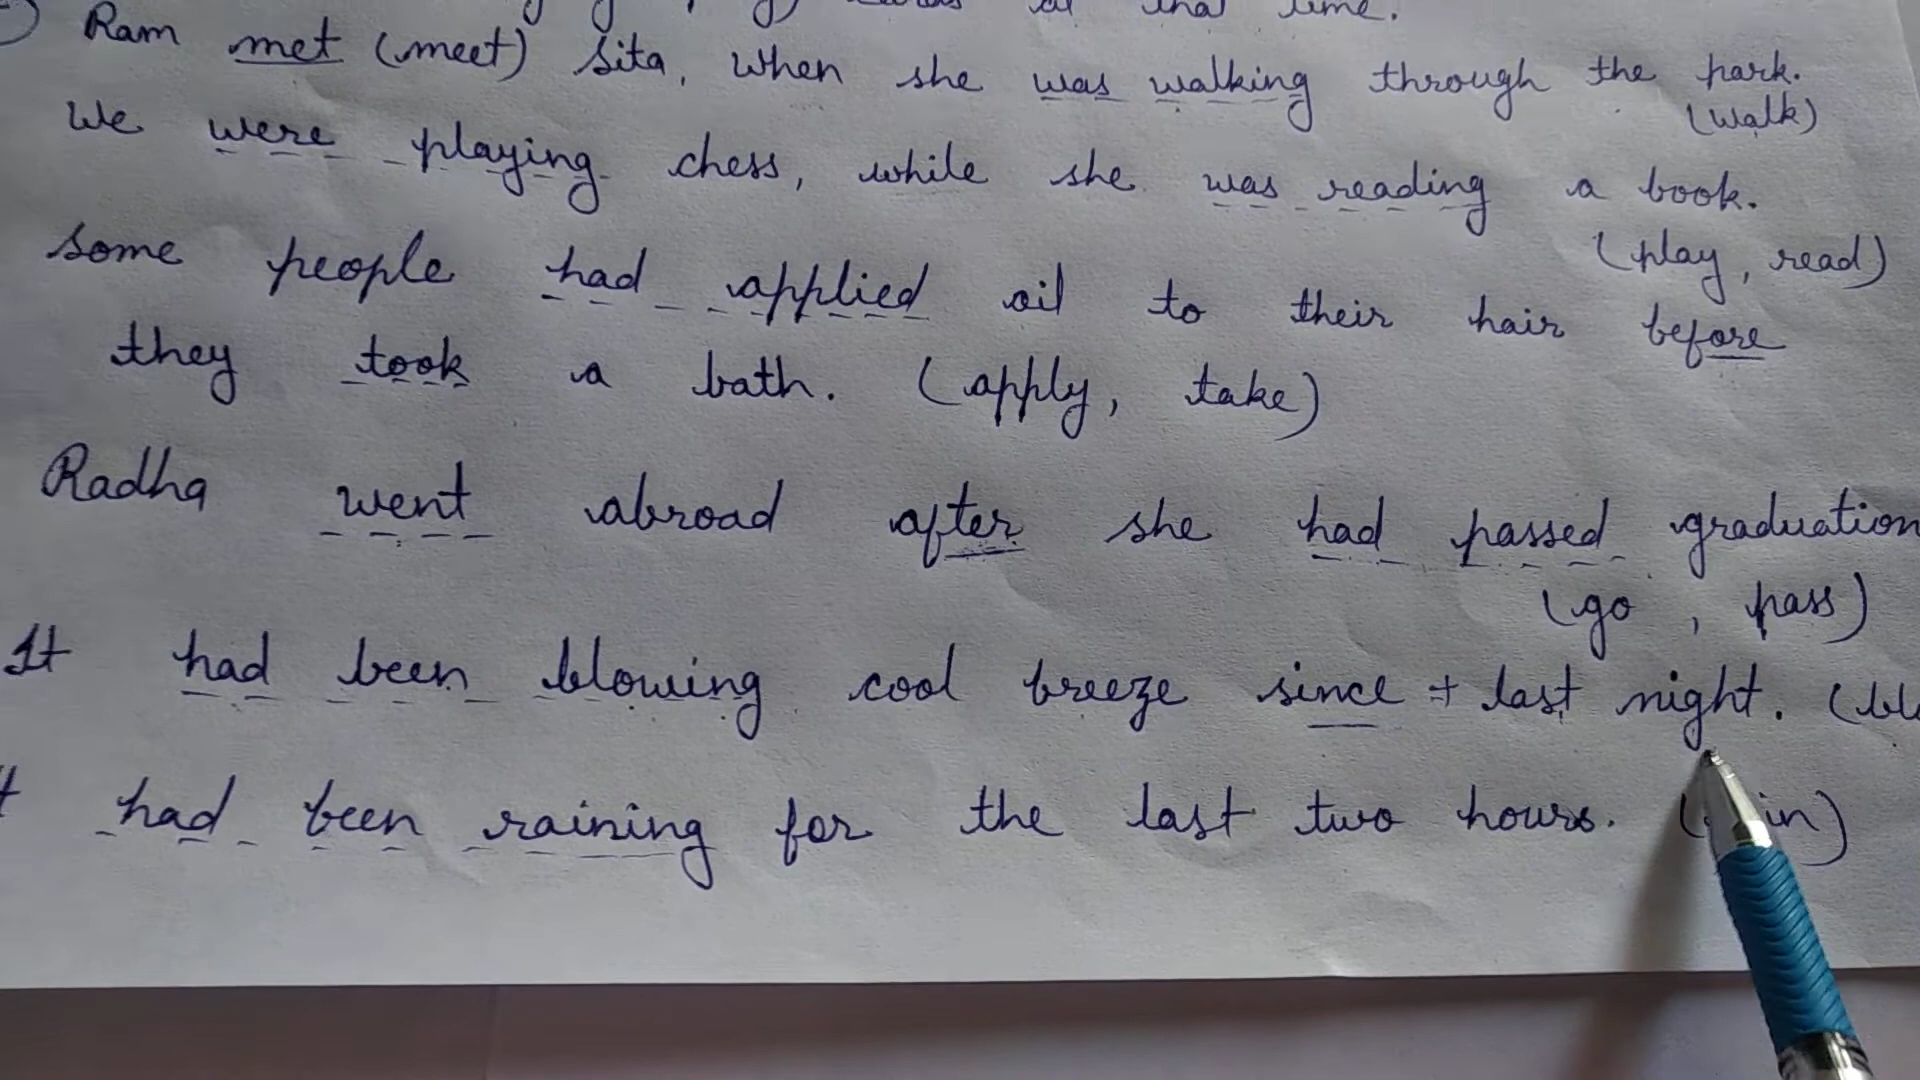 at that time.
Ram met (meet) Sita, when she was walking through the park.
(walk)
We were playing chess, while she was reading a book.
(play, read)
Some people had applied oil to their hair before
they took a bath. (apply, take)
Radha went abroad after she had passed graduation
(go, pass)
It had been blowing cool breeze since + last night.
had been raining for the last two hours.